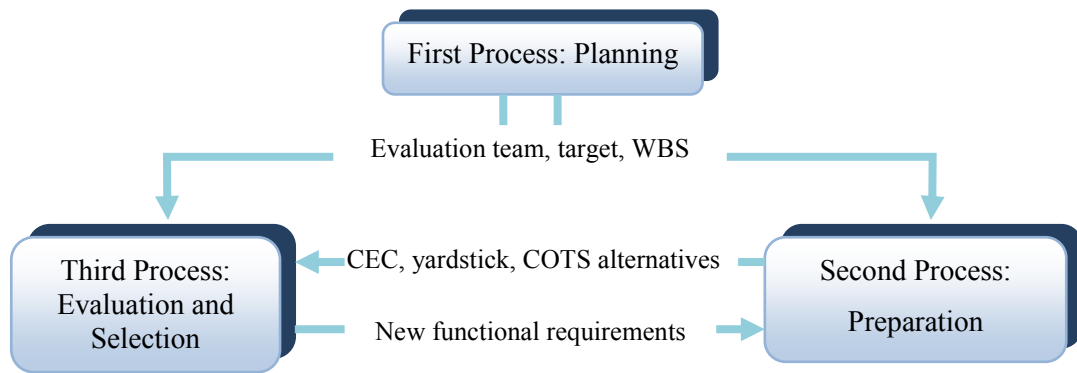 First Process: Planning
Evaluation team, target, WBS
Third Process:
Evaluation and
Selection
CEC, yardstick, COTS alternatives
New functional requirements
Second Process:
Preparation